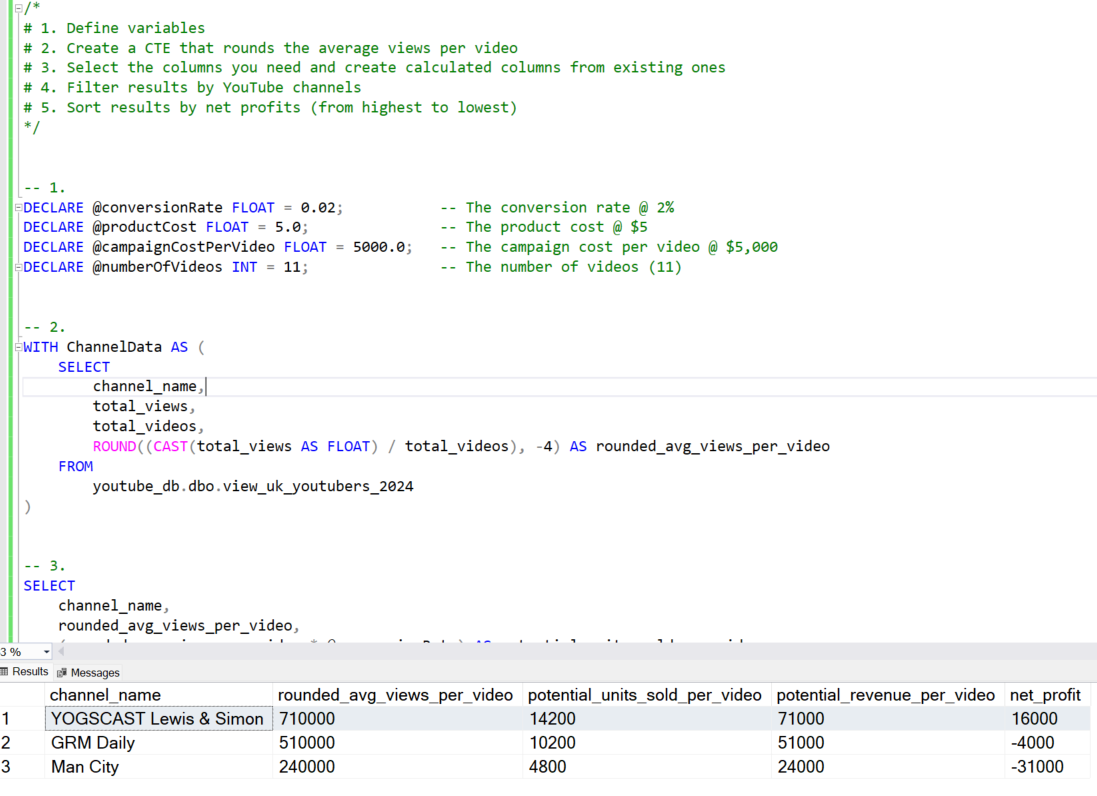 /*
# 1. Define variables
# 2. Create a CTE that rounds the average views per video
# 3. Select the columns you need and create calculated columns from existing ones
# 4. Filter results by YouTube channels
# 5. Sort results by net profits (from highest to lowest)
*/
-- 1.
DECLARE @conversionRate FLOAT = 0.02; -- The conversion rate @ 2%
DECLARE @productCost FLOAT = 5.0; -- The product cost @ $5
DECLARE @campaignCostPerVideo FLOAT = 5000.0; -- The campaign cost per video @ $5,000
DECLARE @numberOfVideos INT = 11; -- The number of videos (11)
-- 2.
WITH ChannelData AS (
SELECT
channel_name,
total_views,
total_videos,
ROUND((CAST(total_views AS FLOAT) / total_videos), -4) AS rounded_avg_views_per_video
FROM
youtube_db.dbo.view_uk_youtubers_2024
)
-- 3.
SELECT
channel_name,
rounded_avg_views_per_video,
3 %
Results Messages
channel_name rounded_avg_views_per_video potential_units_sold_per_video potential_revenue_per_video net_profit
1 YOGSCAST Lewis & Simon 710000 14200 71000 16000
2 GRM Daily 510000 10200 51000 -4000
3 Man City 240000 4800 24000 -31000